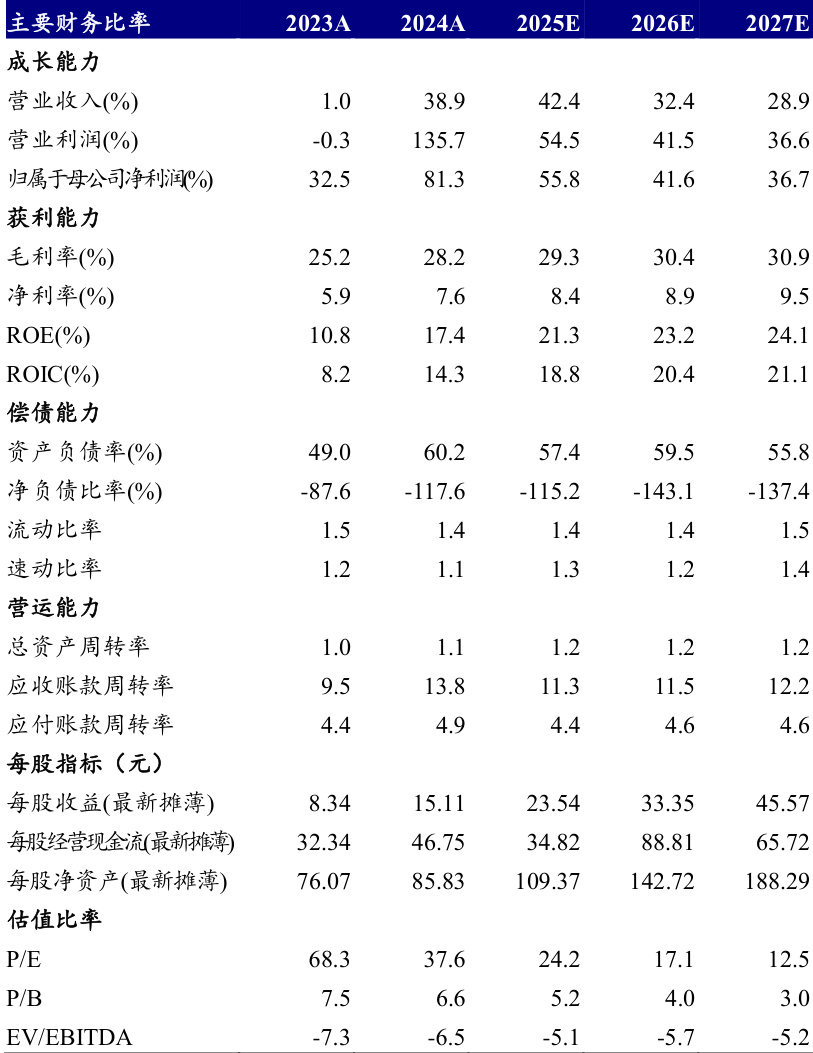 主要财务比率 2023A 2024A 2025E 2026E 2027E
成长能力
营业收入(%) 1.0 38.9 42.4 32.4 28.9
营业利润(%) -0.3 135.7 54.5 41.5 36.6
归属于母公司净利润(%) 32.5 81.3 55.8 41.6 36.7
获利能力
毛利率(%) 25.2 28.2 29.3 30.4 30.9
净利率(%) 5.9 7.6 8.4 8.9 9.5
ROE(%) 10.8 17.4 21.3 23.2 24.1
ROIC(%) 8.2 14.3 18.8 20.4 21.1
偿债能力
资产负债率(%) 49.0 60.2 57.4 59.5 55.8
净负债比率(%) -87.6 -117.6 -115.2 -143.1 -137.4
流动比率 1.5 1.4 1.4 1.4 1.5
速动比率 1.2 1.1 1.3 1.2 1.4
营运能力
总资产周转率 1.0 1.1 1.2 1.2 1.2
应收账款周转率 9.5 13.8 11.3 11.5 12.2
应付账款周转率 4.4 4.9 4.4 4.6 4.6
每股指标（元）
每股收益(最新摊薄) 8.34 15.11 23.54 33.35 45.57
每股经营现金流(最新摊薄) 32.34 46.75 34.82 88.81 65.72
每股净资产(最新摊薄) 76.07 85.83 109.37 142.72 188.29
估值比率
P/E 68.3 37.6 24.2 17.1 12.5
P/B 7.5 6.6 5.2 4.0 3.0
EV/EBITDA -7.3 -6.5 -5.1 -5.7 -5.2